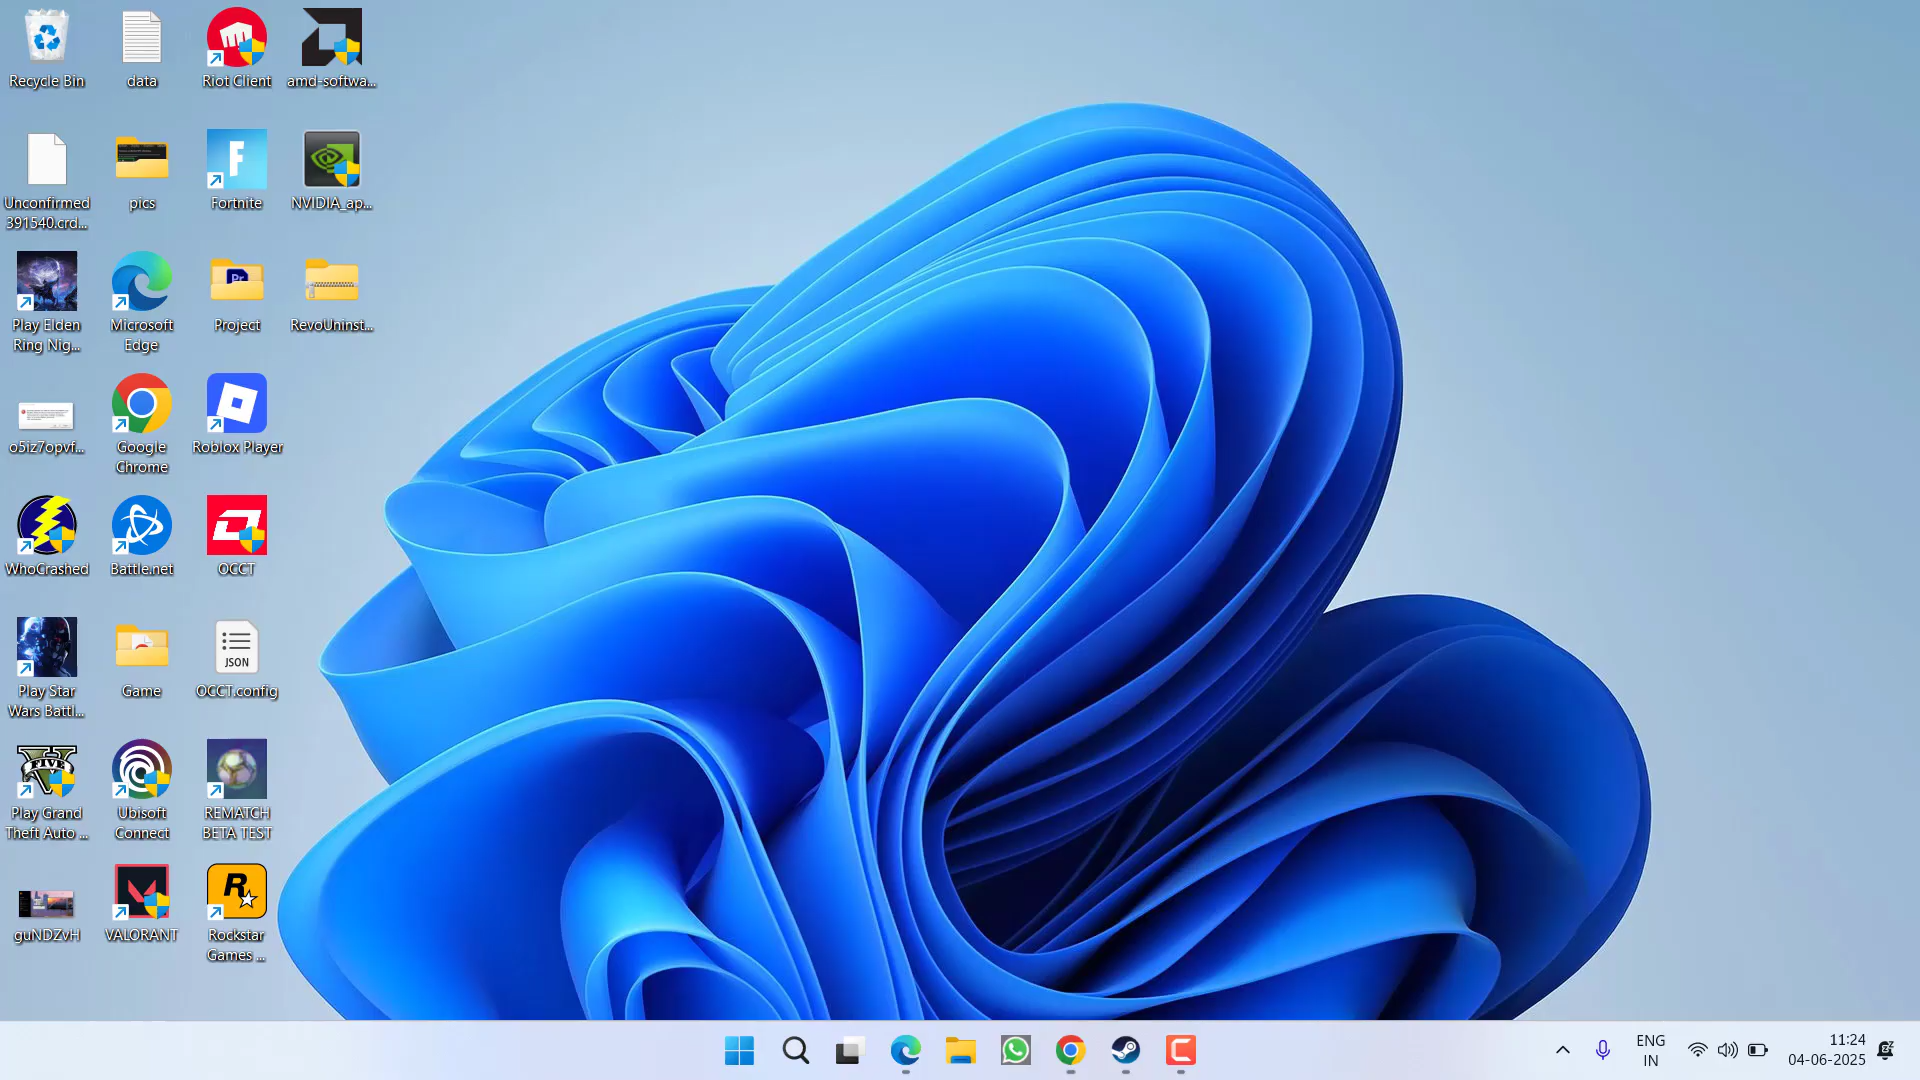 Recycle Bin
data
Riot Client
amd-softwa...
Unconfirmed
391540.crd...
pics
Fortnite
NVIDIA_ap...
Play Elden
Ring Nig...
Microsoft
Edge
Project
RevoUninst...
o5iz7opvf...
Google
Chrome
Roblox Player
WhoCrashed
Battle.net
OCCT
Play Star
Wars Battl...
Game
JSON
OCCT.config
FIVE
Play Grand
Theft Auto ...
Ubisoft
Connect
REMATCH
BETA TEST
guNDZvH
VALORANT
Rockstar
Games ...
ENG
IN
11:24
04-06-2025